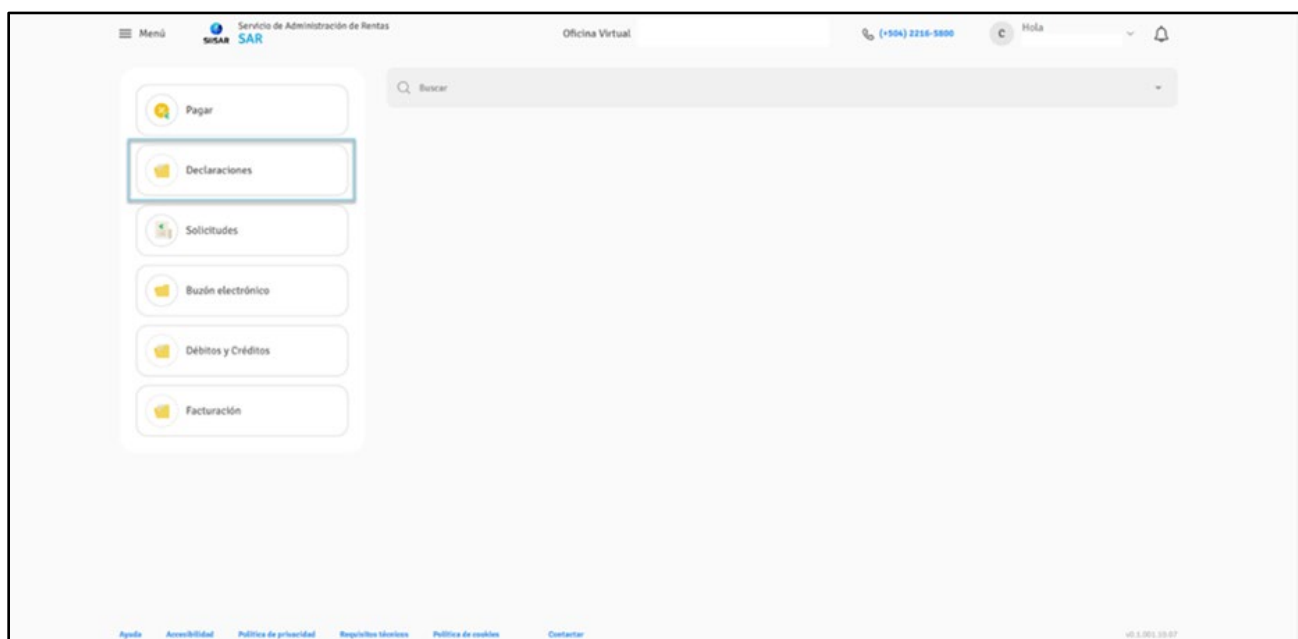 Menú
SIISAR
Servicio de Administración de Rentas
SAR
Oficina Virtual
(+504) 2216-5800
C
Hola
Buscar
Pagar
Declaraciones
Solicitudes
Buzón electrónico
Débitos y Créditos
Facturación
Ayuda Accesibilidad Política de privacidad Requisitos técnicos Política de cookies Contactar